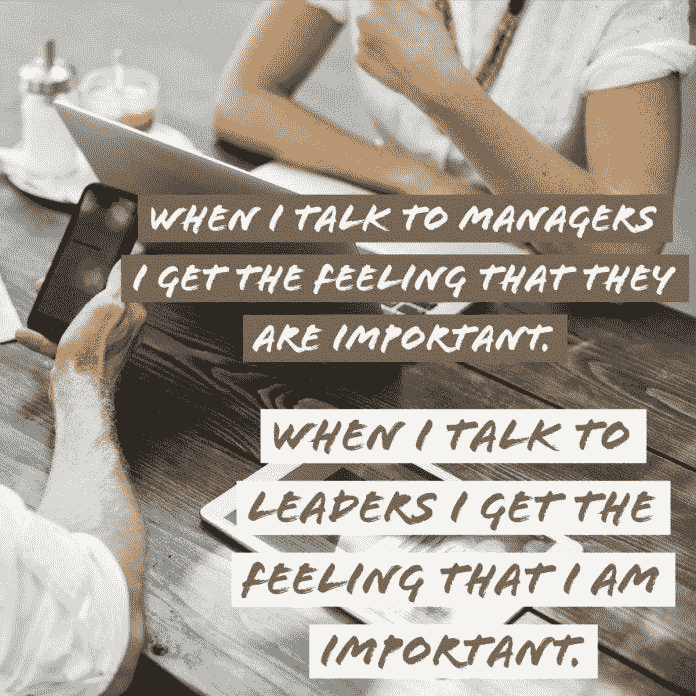 WHEN I TALK TO MANAGERS
I GET THE FEELING THAT THEY
ARE IMPORTANT.
WHEN I TALK TO
LEADERS I GET THE
FEELING THAT I AM
IMPORTANT.